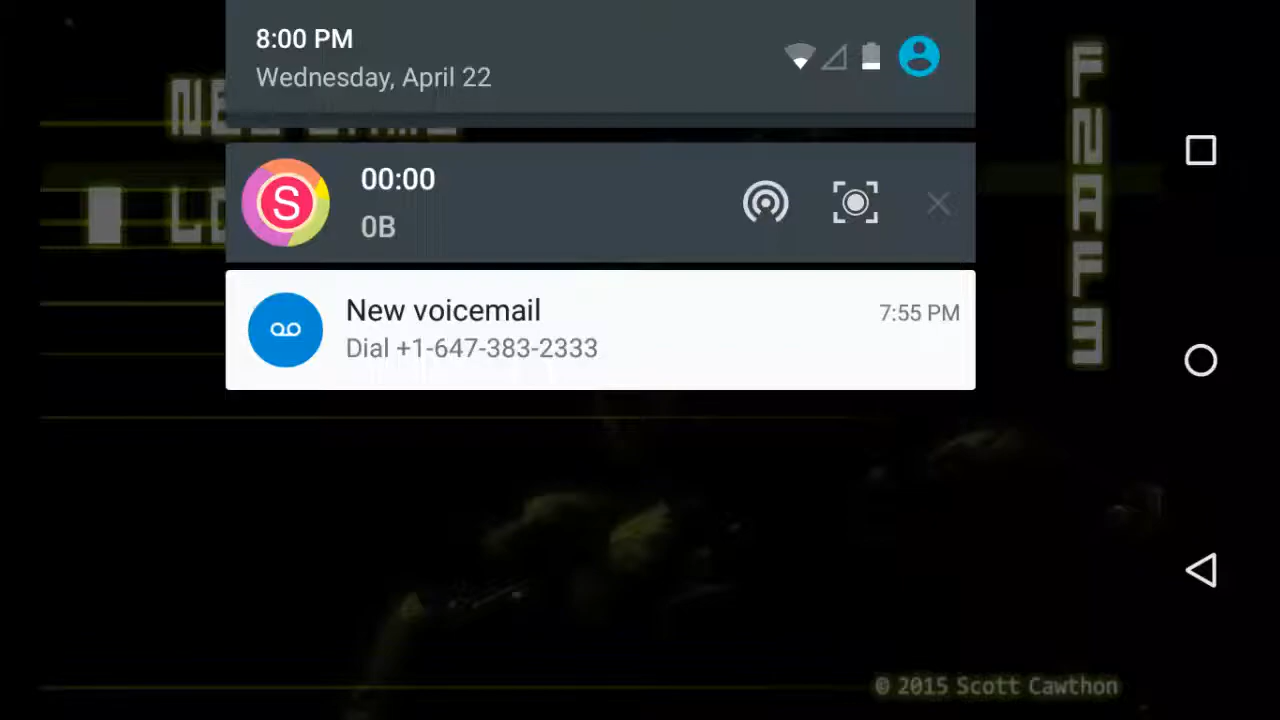 8:00 PM
Wednesday, April 22
S
00:00
0B
New voicemail
7:55 PM
Dial +1-647-383-2333
FNAF
© 2015 Scott Cawthon